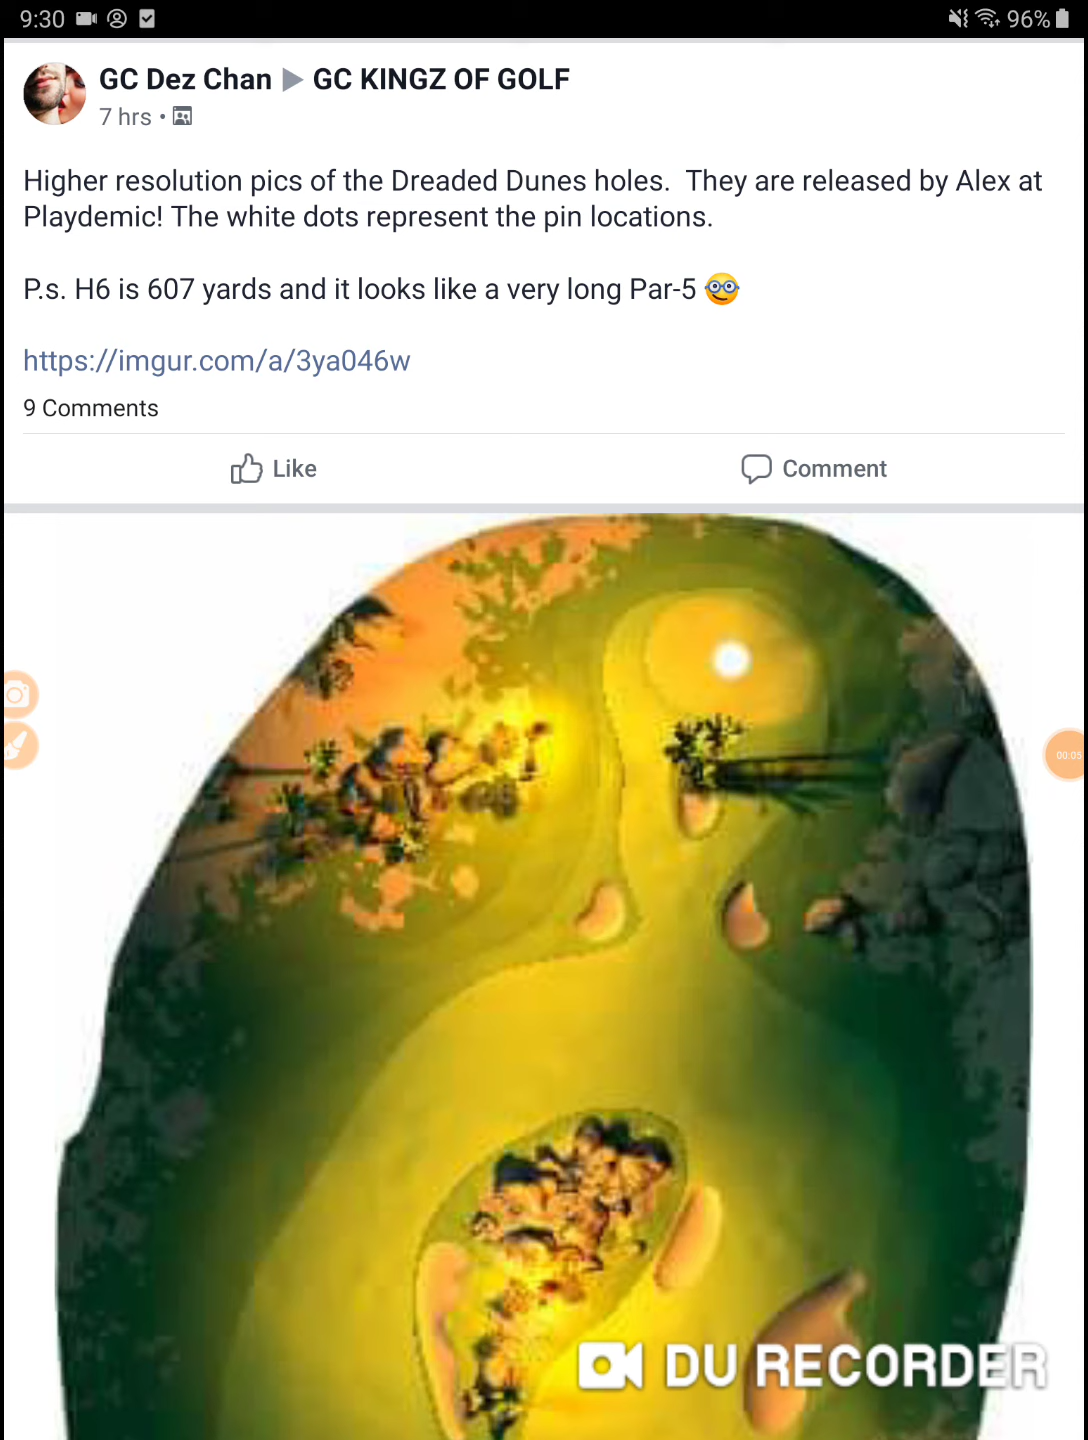 9:30
96%
GC Dez Chan ▶ GC KINGZ OF GOLF
7 hrs •
Higher resolution pics of the Dreaded Dunes holes.  They are released by Alex at
Playdemic! The white dots represent the pin locations.
P.s. H6 is 607 yards and it looks like a very long Par-5 🤓
https://imgur.com/a/3ya046w
9 Comments
Like
Comment
00:05
DU RECORDER